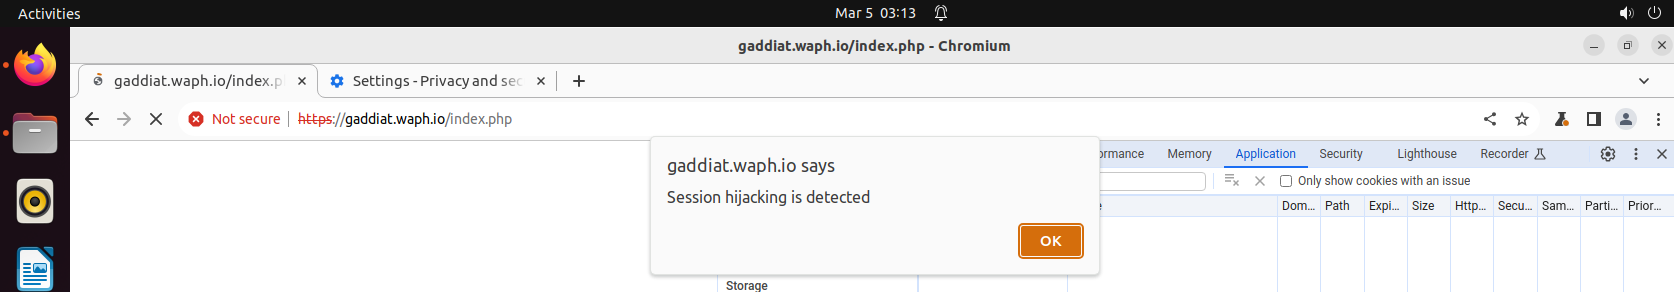 Activities
Mar 5 03:13
gaddiat.waph.io/index.php - Chromium
gaddiat.waph.io/index.p
Settings - Privacy and sec
Not secure
https://gaddiat.waph.io/index.php
gaddiat.waph.io says
Session hijacking is detected
OK
ormance
Memory
Application
Security
Lighthouse
Recorder
Only show cookies with an issue
e
Dom...
Path
Expi...
Size
Http...
Secu...
Sam...
Parti...
Prior...
Storage